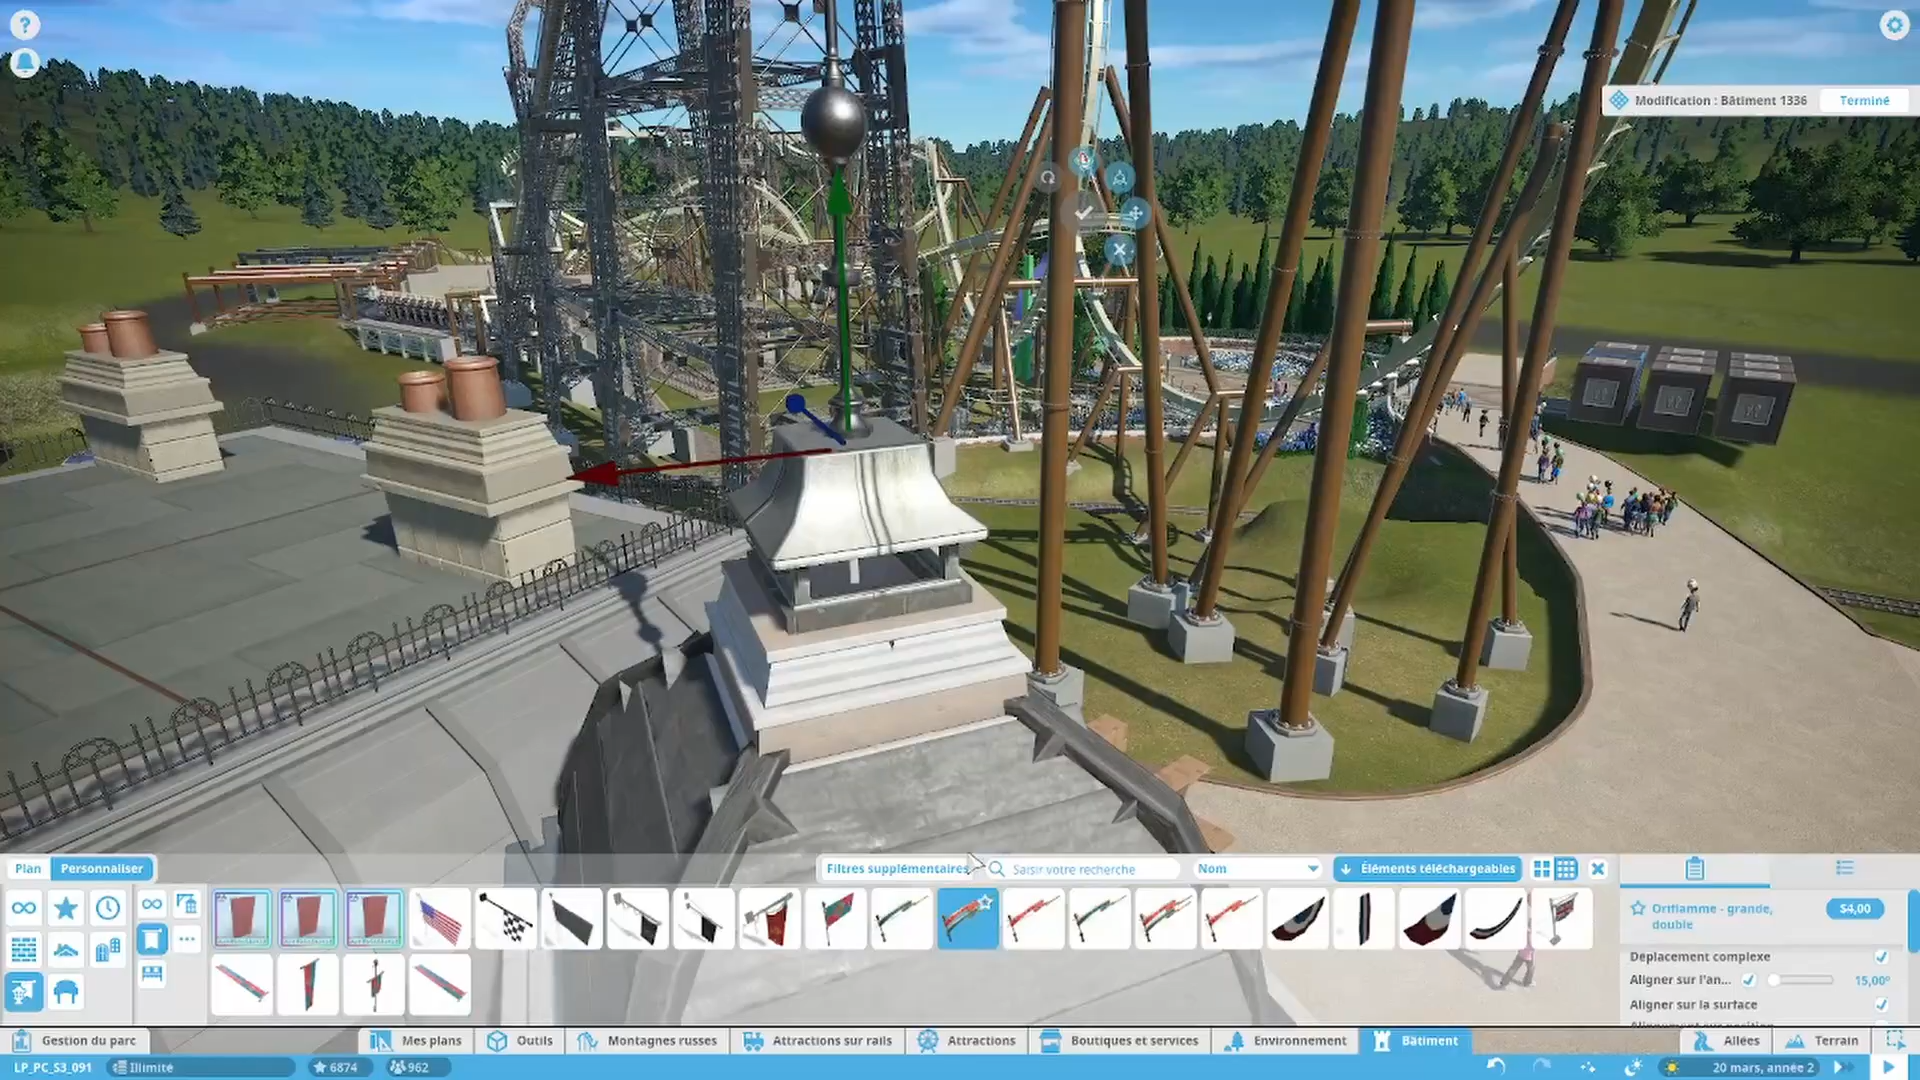 ?
Modification : Bâtiment 1336
Terminé
Plan
Personnaliser
Filtres supplémentaires
Saisir votre recherche
Nom
Éléments téléchargeables
Oriflamme - grande, double
$4,00
Déplacement complexe
Aligner sur l'an...
15,00°
Aligner sur la surface
Gestion du parc
Mes plans
Outils
Montagnes russes
Attractions sur rails
Attractions
Boutiques et services
Environnement
Bâtiment
Allées
Terrain
LP_PC_S3_091
Illimité
6874
962
20 mars, année 2